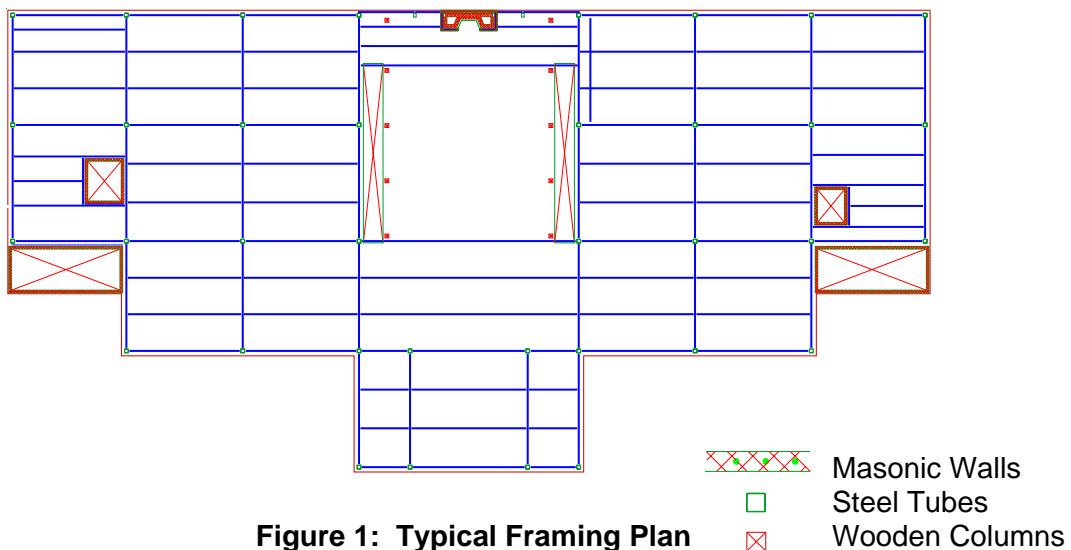 Masonic Walls
Steel Tubes
Figure 1: Typical Framing Plan
Wooden Columns